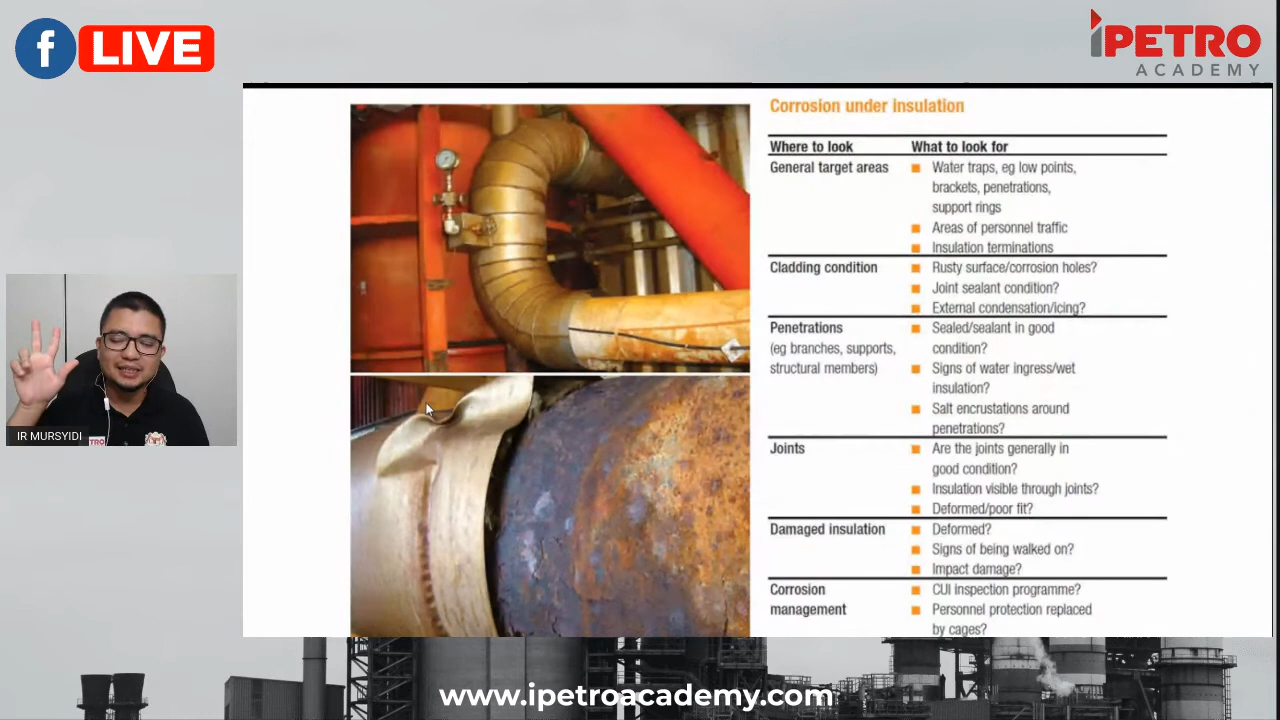 f LIVE
iPETRO
ACADEMY
Corrosion under insulation
Where to look What to look for
General target areas Water traps, eg low points,
brackets, penetrations,
support rings
Areas of personnel traffic
Insulation terminations
Cladding condition Rusty surface/corrosion holes?
Joint sealant condition?
External condensation/icing?
Penetrations Sealed/sealant in good
(eg branches, supports, condition?
structural members) Signs of water ingress/wet
insulation?
Salt encrustations around
penetrations?
Joints Are the joints generally in
good condition?
Insulation visible through joints?
Deformed/poor fit?
Damaged insulation Deformed?
Signs of being walked on?
Impact damage?
Corrosion CUI inspection programme?
management Personnel protection replaced
by cages?
IR MURSYIDI
www.ipetroacademy.com